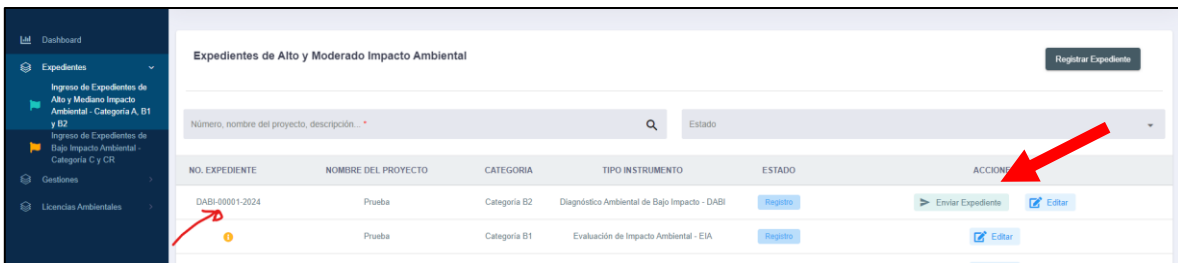 Dashboard
Expedientes
Ingreso de Expedientes de
Alto y Mediano Impacto
Ambiental - Categoría A, B1
y B2
Ingreso de Expedientes de
Bajo Impacto Ambiental -
Categoría C y CR
Gestiones
Licencias Ambientales
Expedientes de Alto y Moderado Impacto Ambiental
Registrar Expediente
Número, nombre del proyecto, descripción... *
Estado
NO. EXPEDIENTE NOMBRE DEL PROYECTO CATEGORIA TIPO INSTRUMENTO ESTADO ACCIONE
DABI-00001-2024 Prueba Categoria B2 Diagnóstico Ambiental de Bajo Impacto - DABI Registro Enviar Expediente Editar
Prueba Categoria B1 Evaluación de Impacto Ambiental - EIA Registro Editar